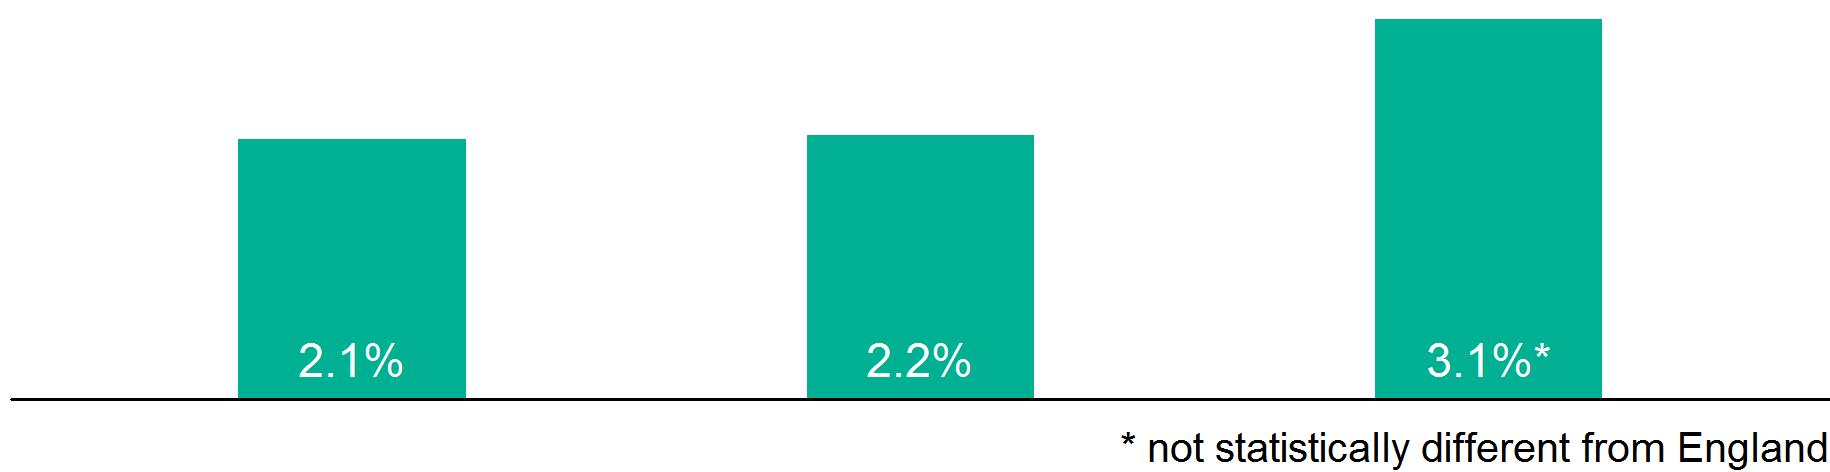 2.1% 2.2% 3.1%*
* not statistically different from England